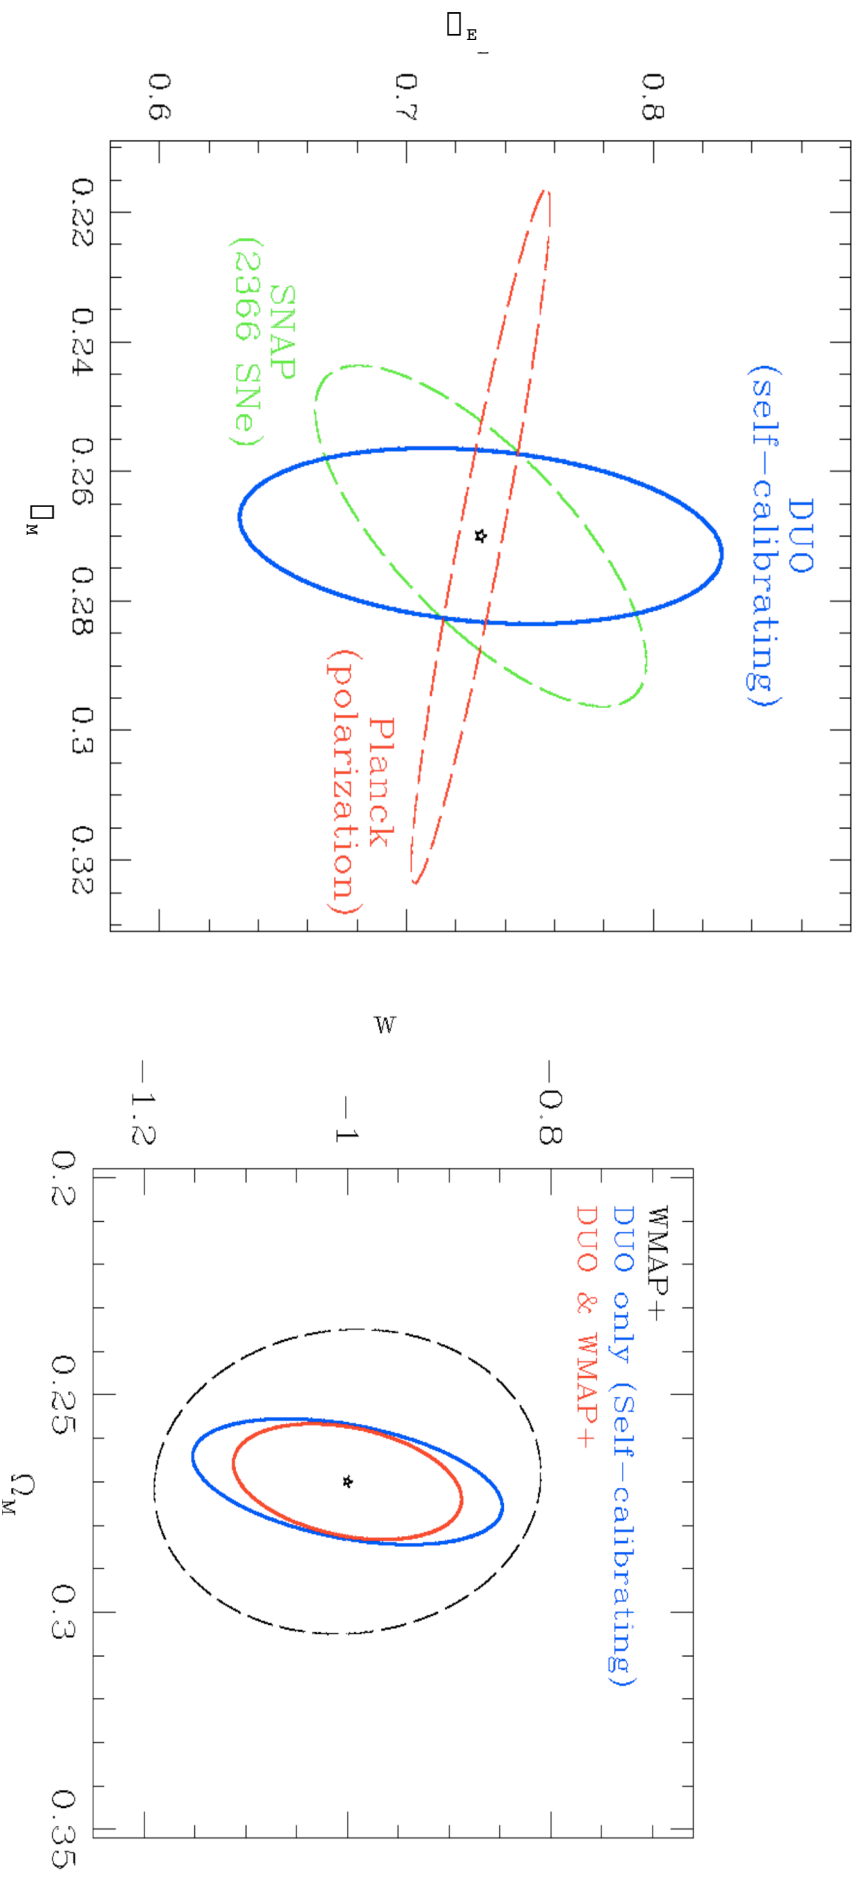 0.8
0.7
0.6
□E
DUO
(self-calibrating)
SNAP
(2366 SNe)
Planck
(polarization)
0.22
0.24
0.26
0.28
0.3
0.32
□M
-0.8
-1
-1.2
w
WMAP+
DUO only (Self-calibrating)
DUO & WMAP+
0.2
0.25
0.3
0.35
ΩM